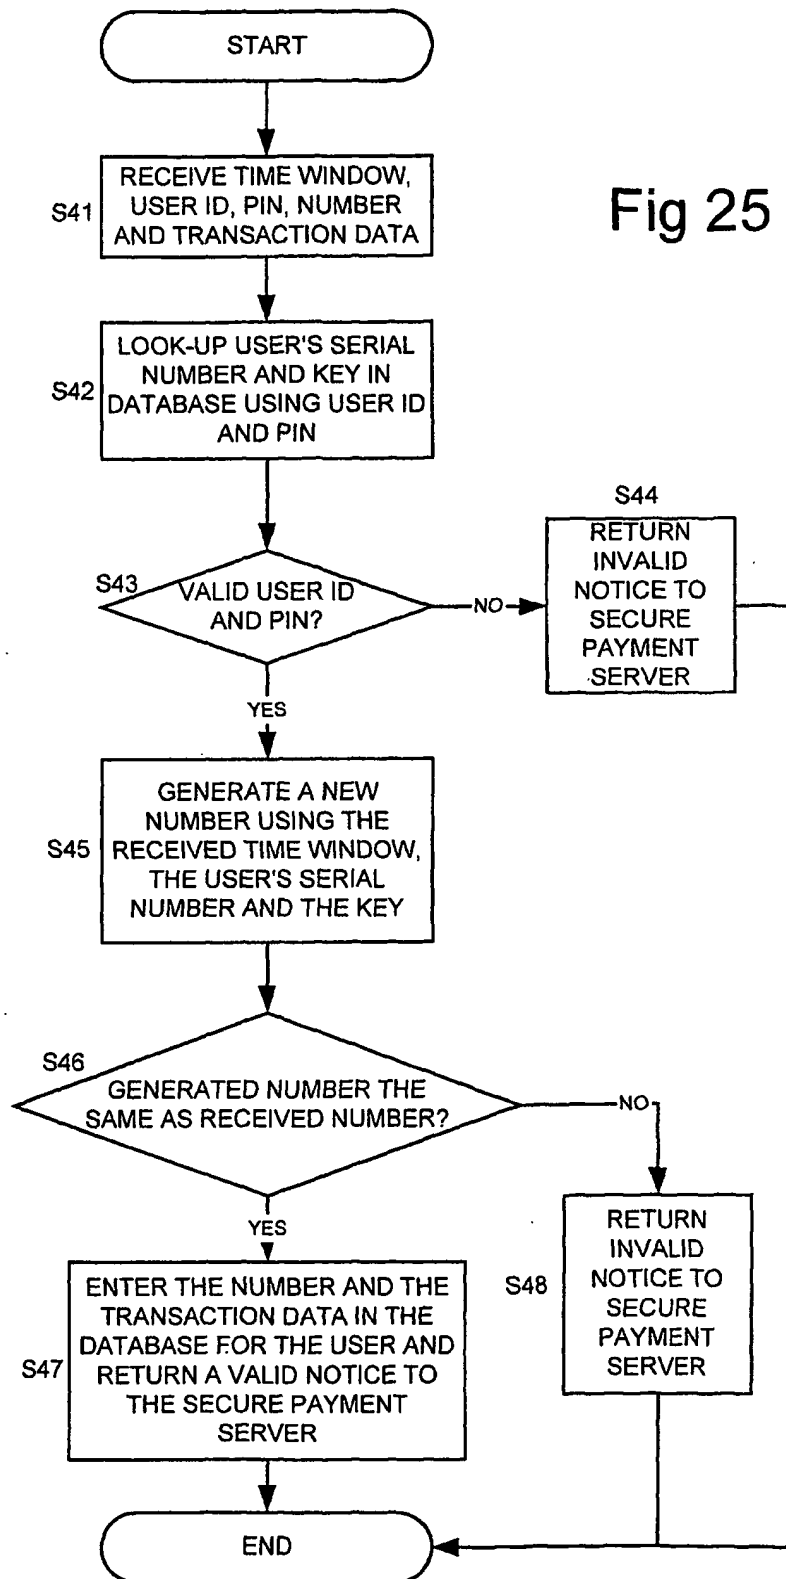 START
Fig 25
S41
RECEIVE TIME WINDOW,
USER ID, PIN, NUMBER
AND TRANSACTION DATA
S42
LOOK-UP USER'S SERIAL
NUMBER AND KEY IN
DATABASE USING USER ID
AND PIN
S43
VALID USER ID
AND PIN?
NO
S44
RETURN
INVALID
NOTICE TO
SECURE
PAYMENT
SERVER
YES
S45
GENERATE A NEW
NUMBER USING THE
RECEIVED TIME WINDOW,
THE USER'S SERIAL
NUMBER AND THE KEY
S46
GENERATED NUMBER THE
SAME AS RECEIVED NUMBER?
NO
YES
S48
RETURN
INVALID
NOTICE TO
SECURE
PAYMENT
SERVER
S47
ENTER THE NUMBER AND THE
TRANSACTION DATA IN THE
DATABASE FOR THE USER AND
RETURN A VALID NOTICE TO
THE SECURE PAYMENT
SERVER
END